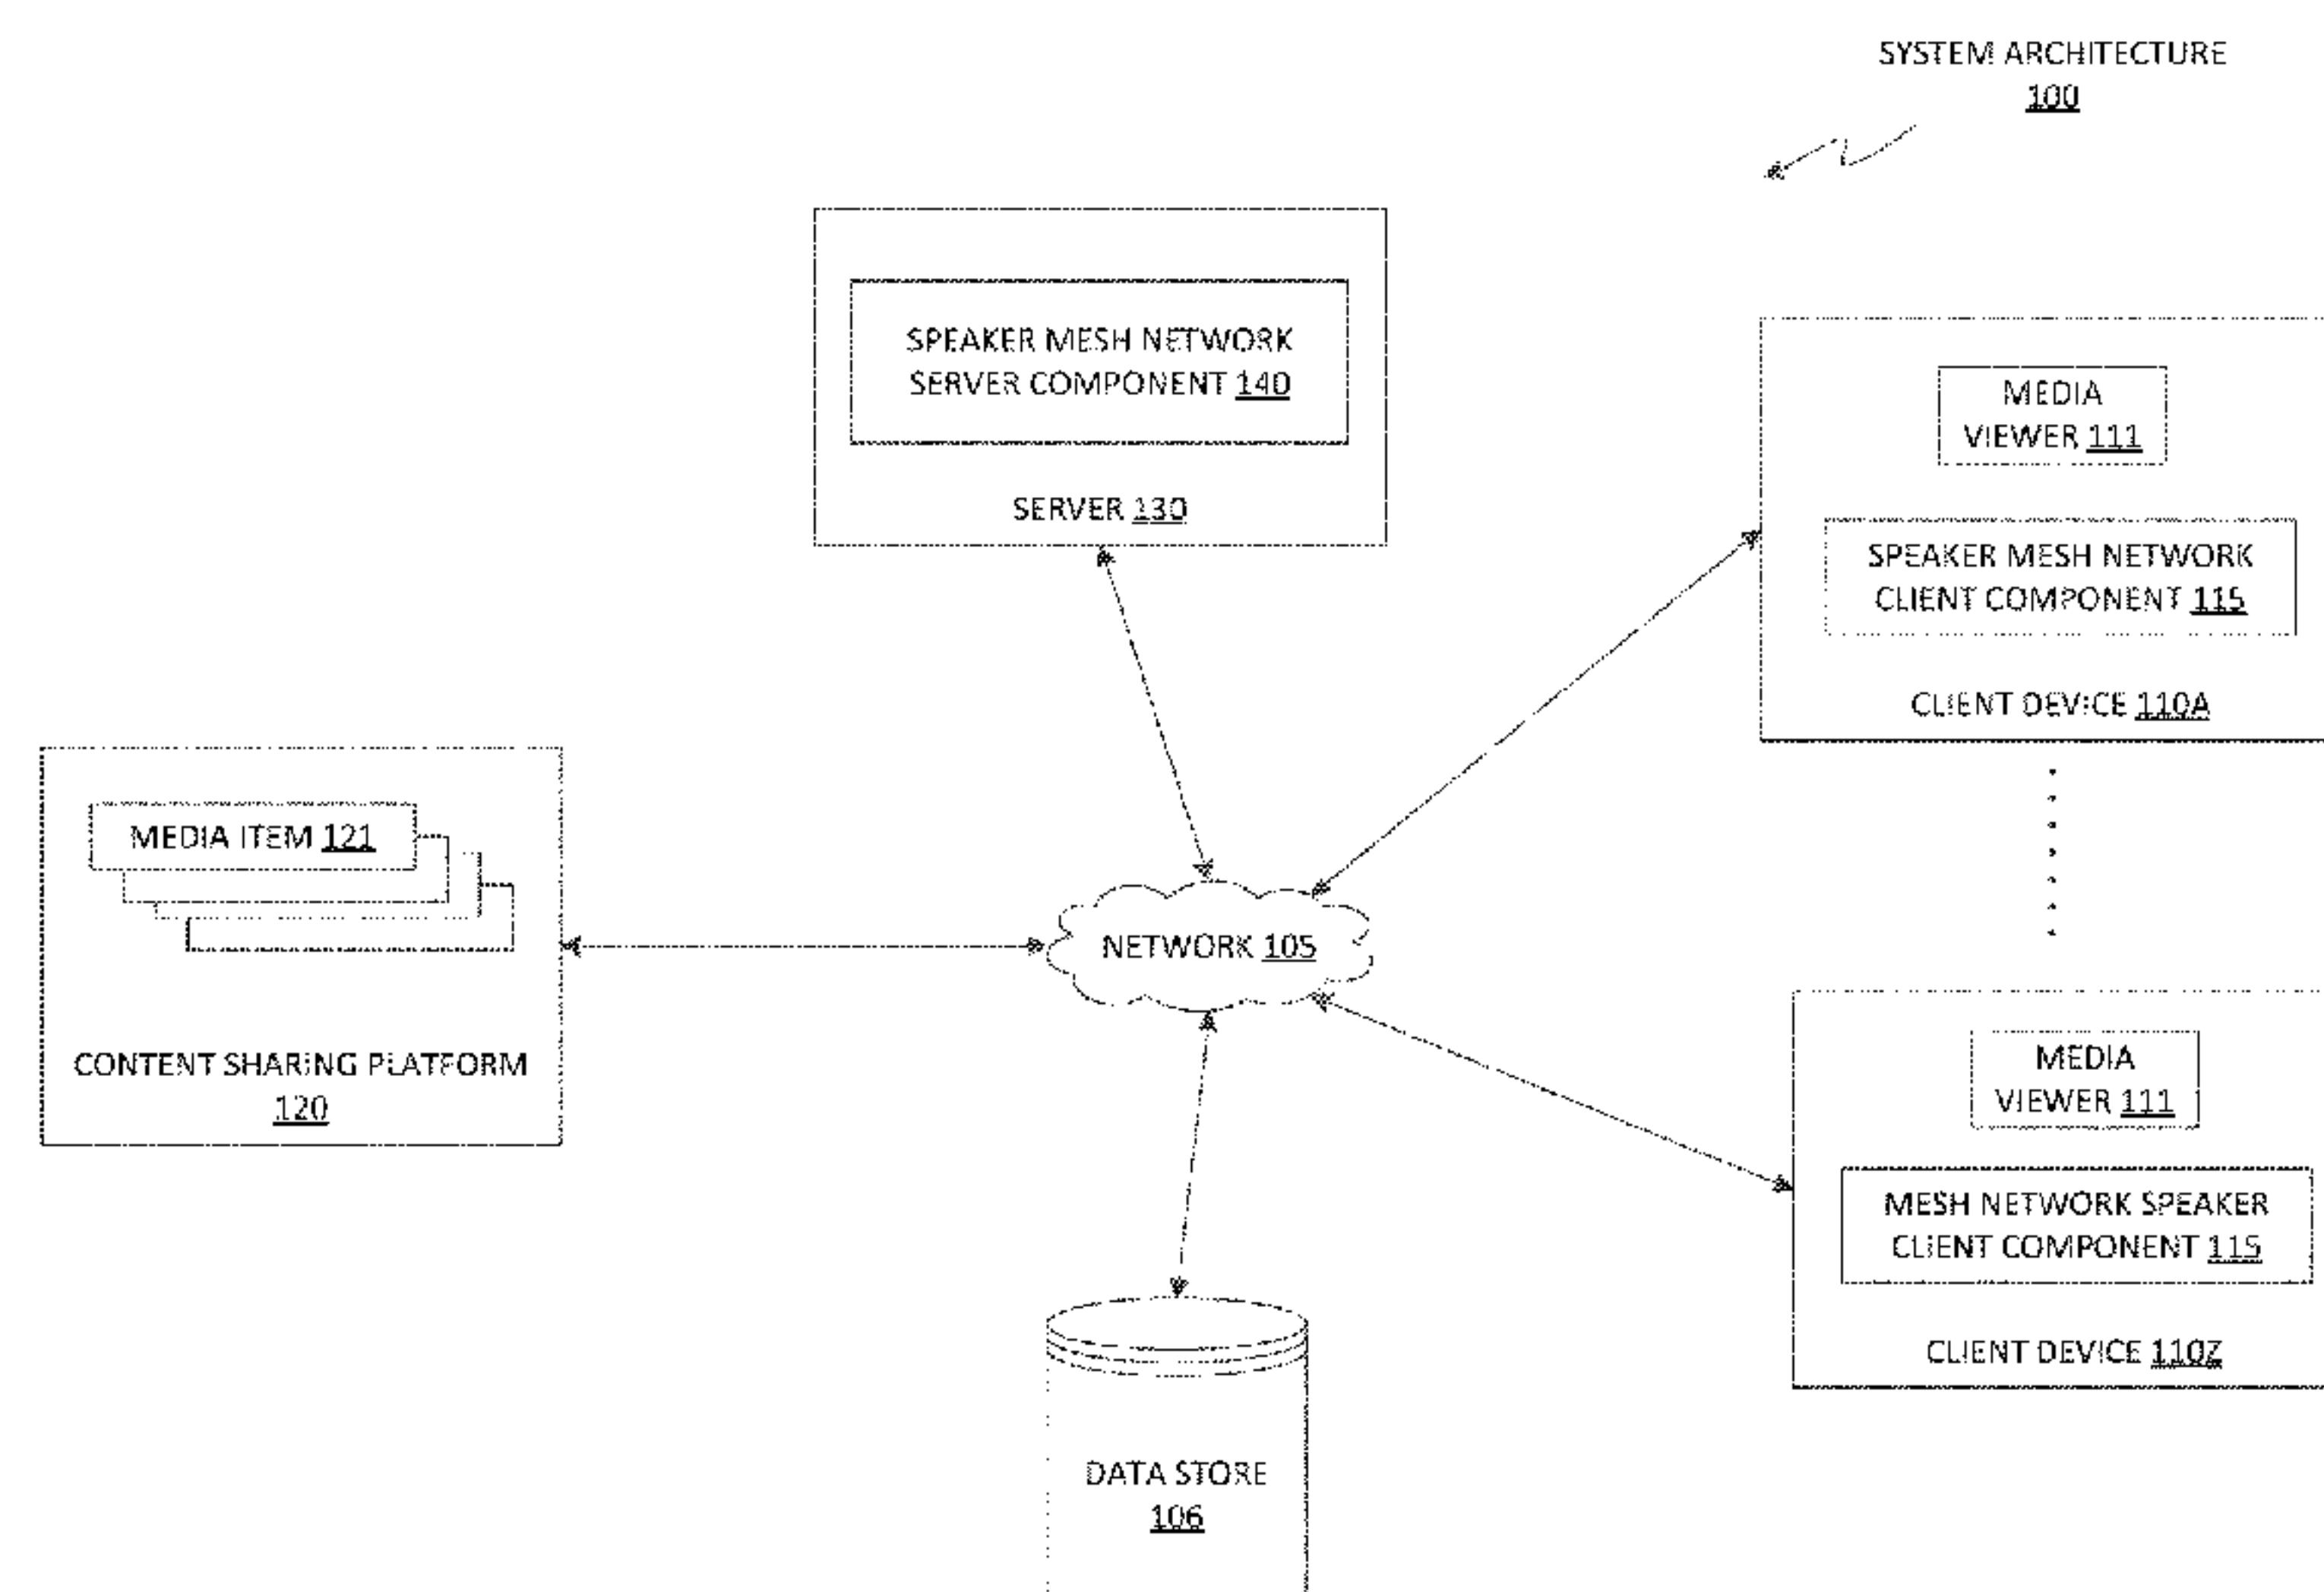 SYSTEM ARCHITECTURE
100
SPEAKER MESH NETWORK
SERVER COMPONENT 140
SERVER 130
MEDIA
VIEWER 111
SPEAKER MESH NETWORK
CLIENT COMPONENT 115
CLIENT DEVICE 110A
MEDIA ITEM 121
CONTENT SHARING PLATFORM
120
NETWORK 105
MEDIA
VIEWER 111
MESH NETWORK SPEAKER
CLIENT COMPONENT 115
CLIENT DEVICE 110Z
DATA STORE
106